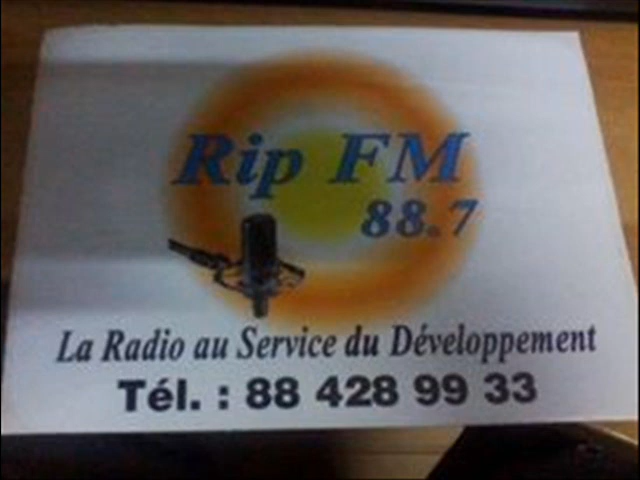 Rip FM
88.7
La Radio au Service du Développement
Tél. : 88 428 99 33